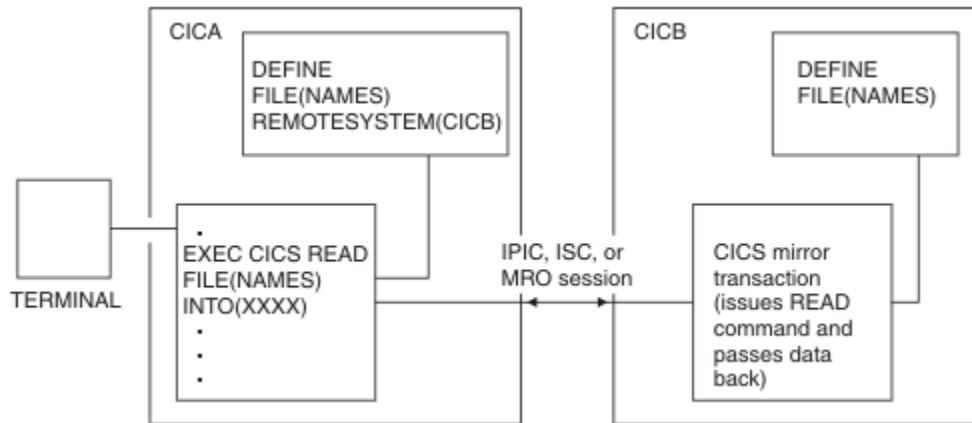 CICA
DEFINE
FILE(NAMES)
REMOTESYSTEM(CICB)
TERMINAL
.
EXEC CICS READ
FILE(NAMES)
INTO(XXXX)
.
.
.
IPIC, ISC, or
MRO session
CICB
DEFINE
FILE(NAMES)
CICS mirror
transaction
(issues READ
command and
passes data
back)